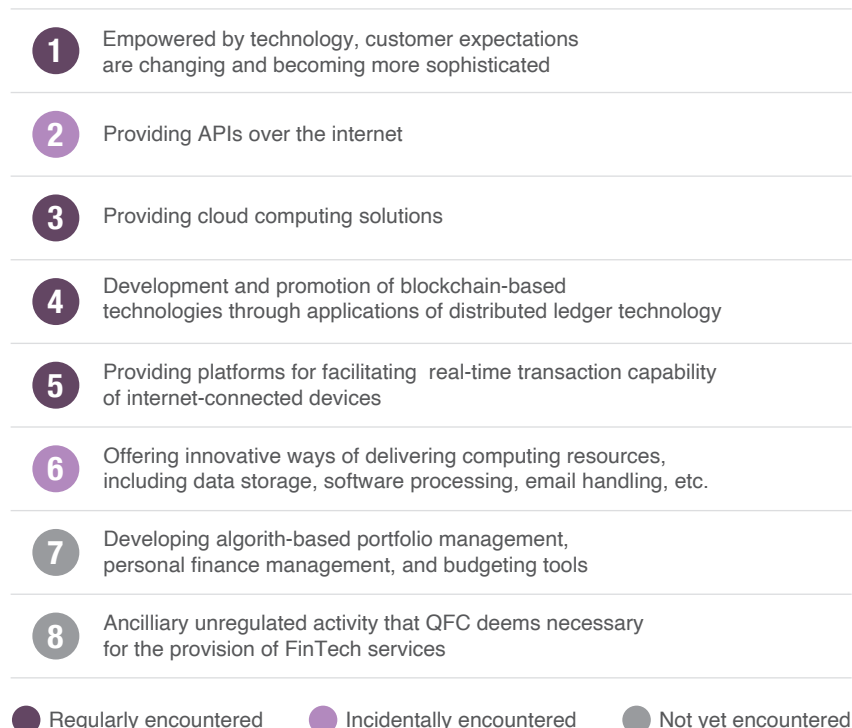 1
Empowered by technology, customer expectations
are changing and becoming more sophisticated
2
Providing APIs over the internet
3
Providing cloud computing solutions
4
Development and promotion of blockchain-based
technologies through applications of distributed ledger technology
5
Providing platforms for facilitating  real-time transaction capability
of internet-connected devices
6
Offering innovative ways of delivering computing resources,
including data storage, software processing, email handling, etc.
7
Developing algorith-based portfolio management,
personal finance management, and budgeting tools
8
Ancilliary unregulated activity that QFC deems necessary
for the provision of FinTech services
Regularly encountered Incidentally encountered Not yet encountered